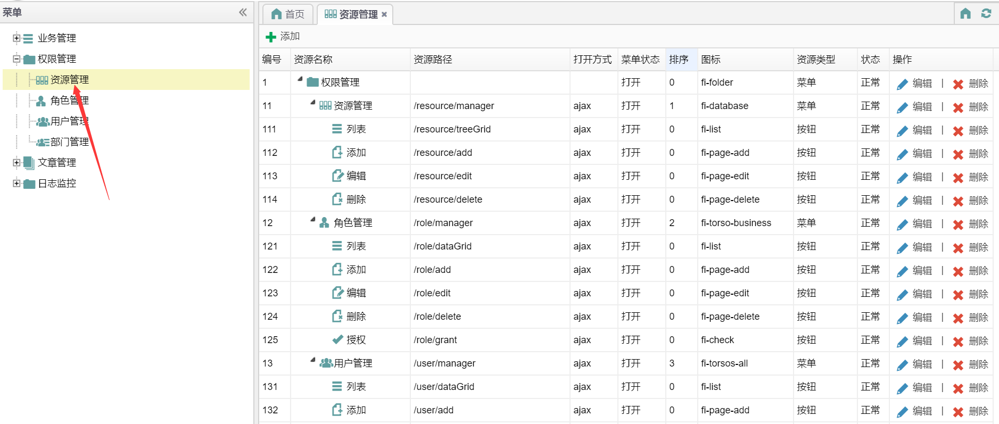 菜单
业务管理
权限管理
资源管理
角色管理
用户管理
部门管理
文章管理
日志监控
首页 资源管理
添加
编号 资源名称 资源路径 打开方式 菜单状态 排序 图标 资源类型 状态 操作
1 权限管理 打开 0 fi-folder 菜单 正常 编辑 | 删除
11 资源管理 /resource/manager ajax 打开 1 fi-database 菜单 正常 编辑 | 删除
111 列表 /resource/treeGrid ajax 打开 0 fi-list 按钮 正常 编辑 | 删除
112 添加 /resource/add ajax 打开 0 fi-page-add 按钮 正常 编辑 | 删除
113 编辑 /resource/edit ajax 打开 0 fi-page-edit 按钮 正常 编辑 | 删除
114 删除 /resource/delete ajax 打开 0 fi-page-delete 按钮 正常 编辑 | 删除
12 角色管理 /role/manager ajax 打开 2 fi-torso-business 菜单 正常 编辑 | 删除
121 列表 /role/dataGrid ajax 打开 0 fi-list 按钮 正常 编辑 | 删除
122 添加 /role/add ajax 打开 0 fi-page-add 按钮 正常 编辑 | 删除
123 编辑 /role/edit ajax 打开 0 fi-page-edit 按钮 正常 编辑 | 删除
124 删除 /role/delete ajax 打开 0 fi-page-delete 按钮 正常 编辑 | 删除
125 授权 /role/grant ajax 打开 0 fi-check 按钮 正常 编辑 | 删除
13 用户管理 /user/manager ajax 打开 3 fi-torsos-all 菜单 正常 编辑 | 删除
131 列表 /user/dataGrid ajax 打开 0 fi-list 按钮 正常 编辑 | 删除
132 添加 /user/add ajax 打开 0 fi-page-add 按钮 正常 编辑 | 删除